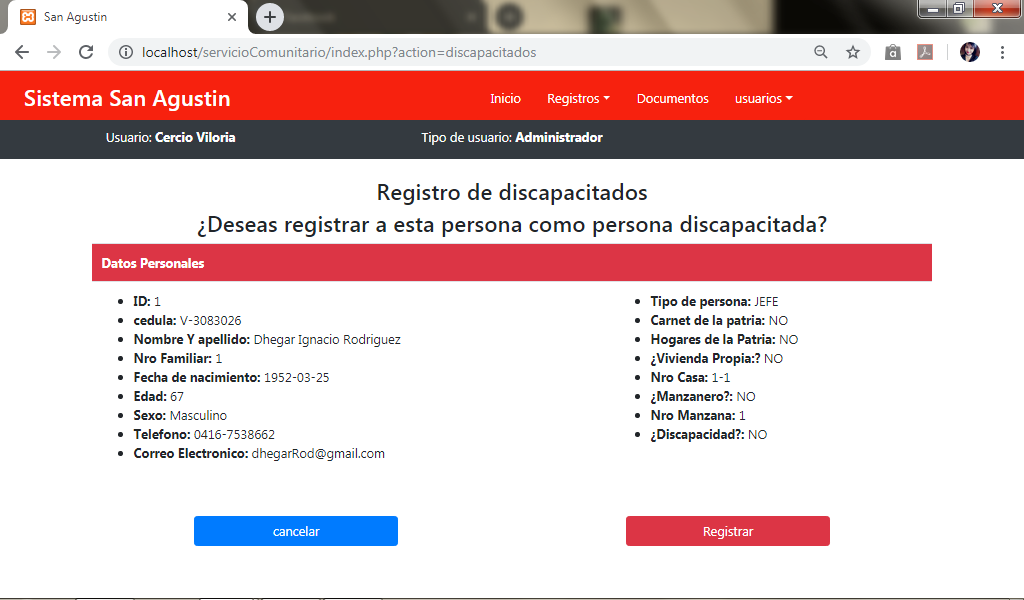 San Agustin
localhost/servicioComunitario/index.php?action=discapacitados
Sistema San Agustin
Inicio
Registros
Documentos
usuarios
Usuario: Cercio Viloria
Tipo de usuario: Administrador
Registro de discapacitados
¿Deseas registrar a esta persona como persona discapacitada?
Datos Personales
ID: 1
cedula: V-3083026
Nombre Y apellido: Dhegar Ignacio Rodriguez
Nro Familiar: 1
Fecha de nacimiento: 1952-03-25
Edad: 67
Sexo: Masculino
Telefono: 0416-7538662
Correo Electronico: dhegarRod@gmail.com
Tipo de persona: JEFE
Carnet de la patria: NO
Hogares de la Patria: NO
¿Vivienda Propia:? NO
Nro Casa: 1-1
¿Manzanero?: NO
Nro Manzana: 1
¿Discapacidad?: NO
cancelar
Registrar